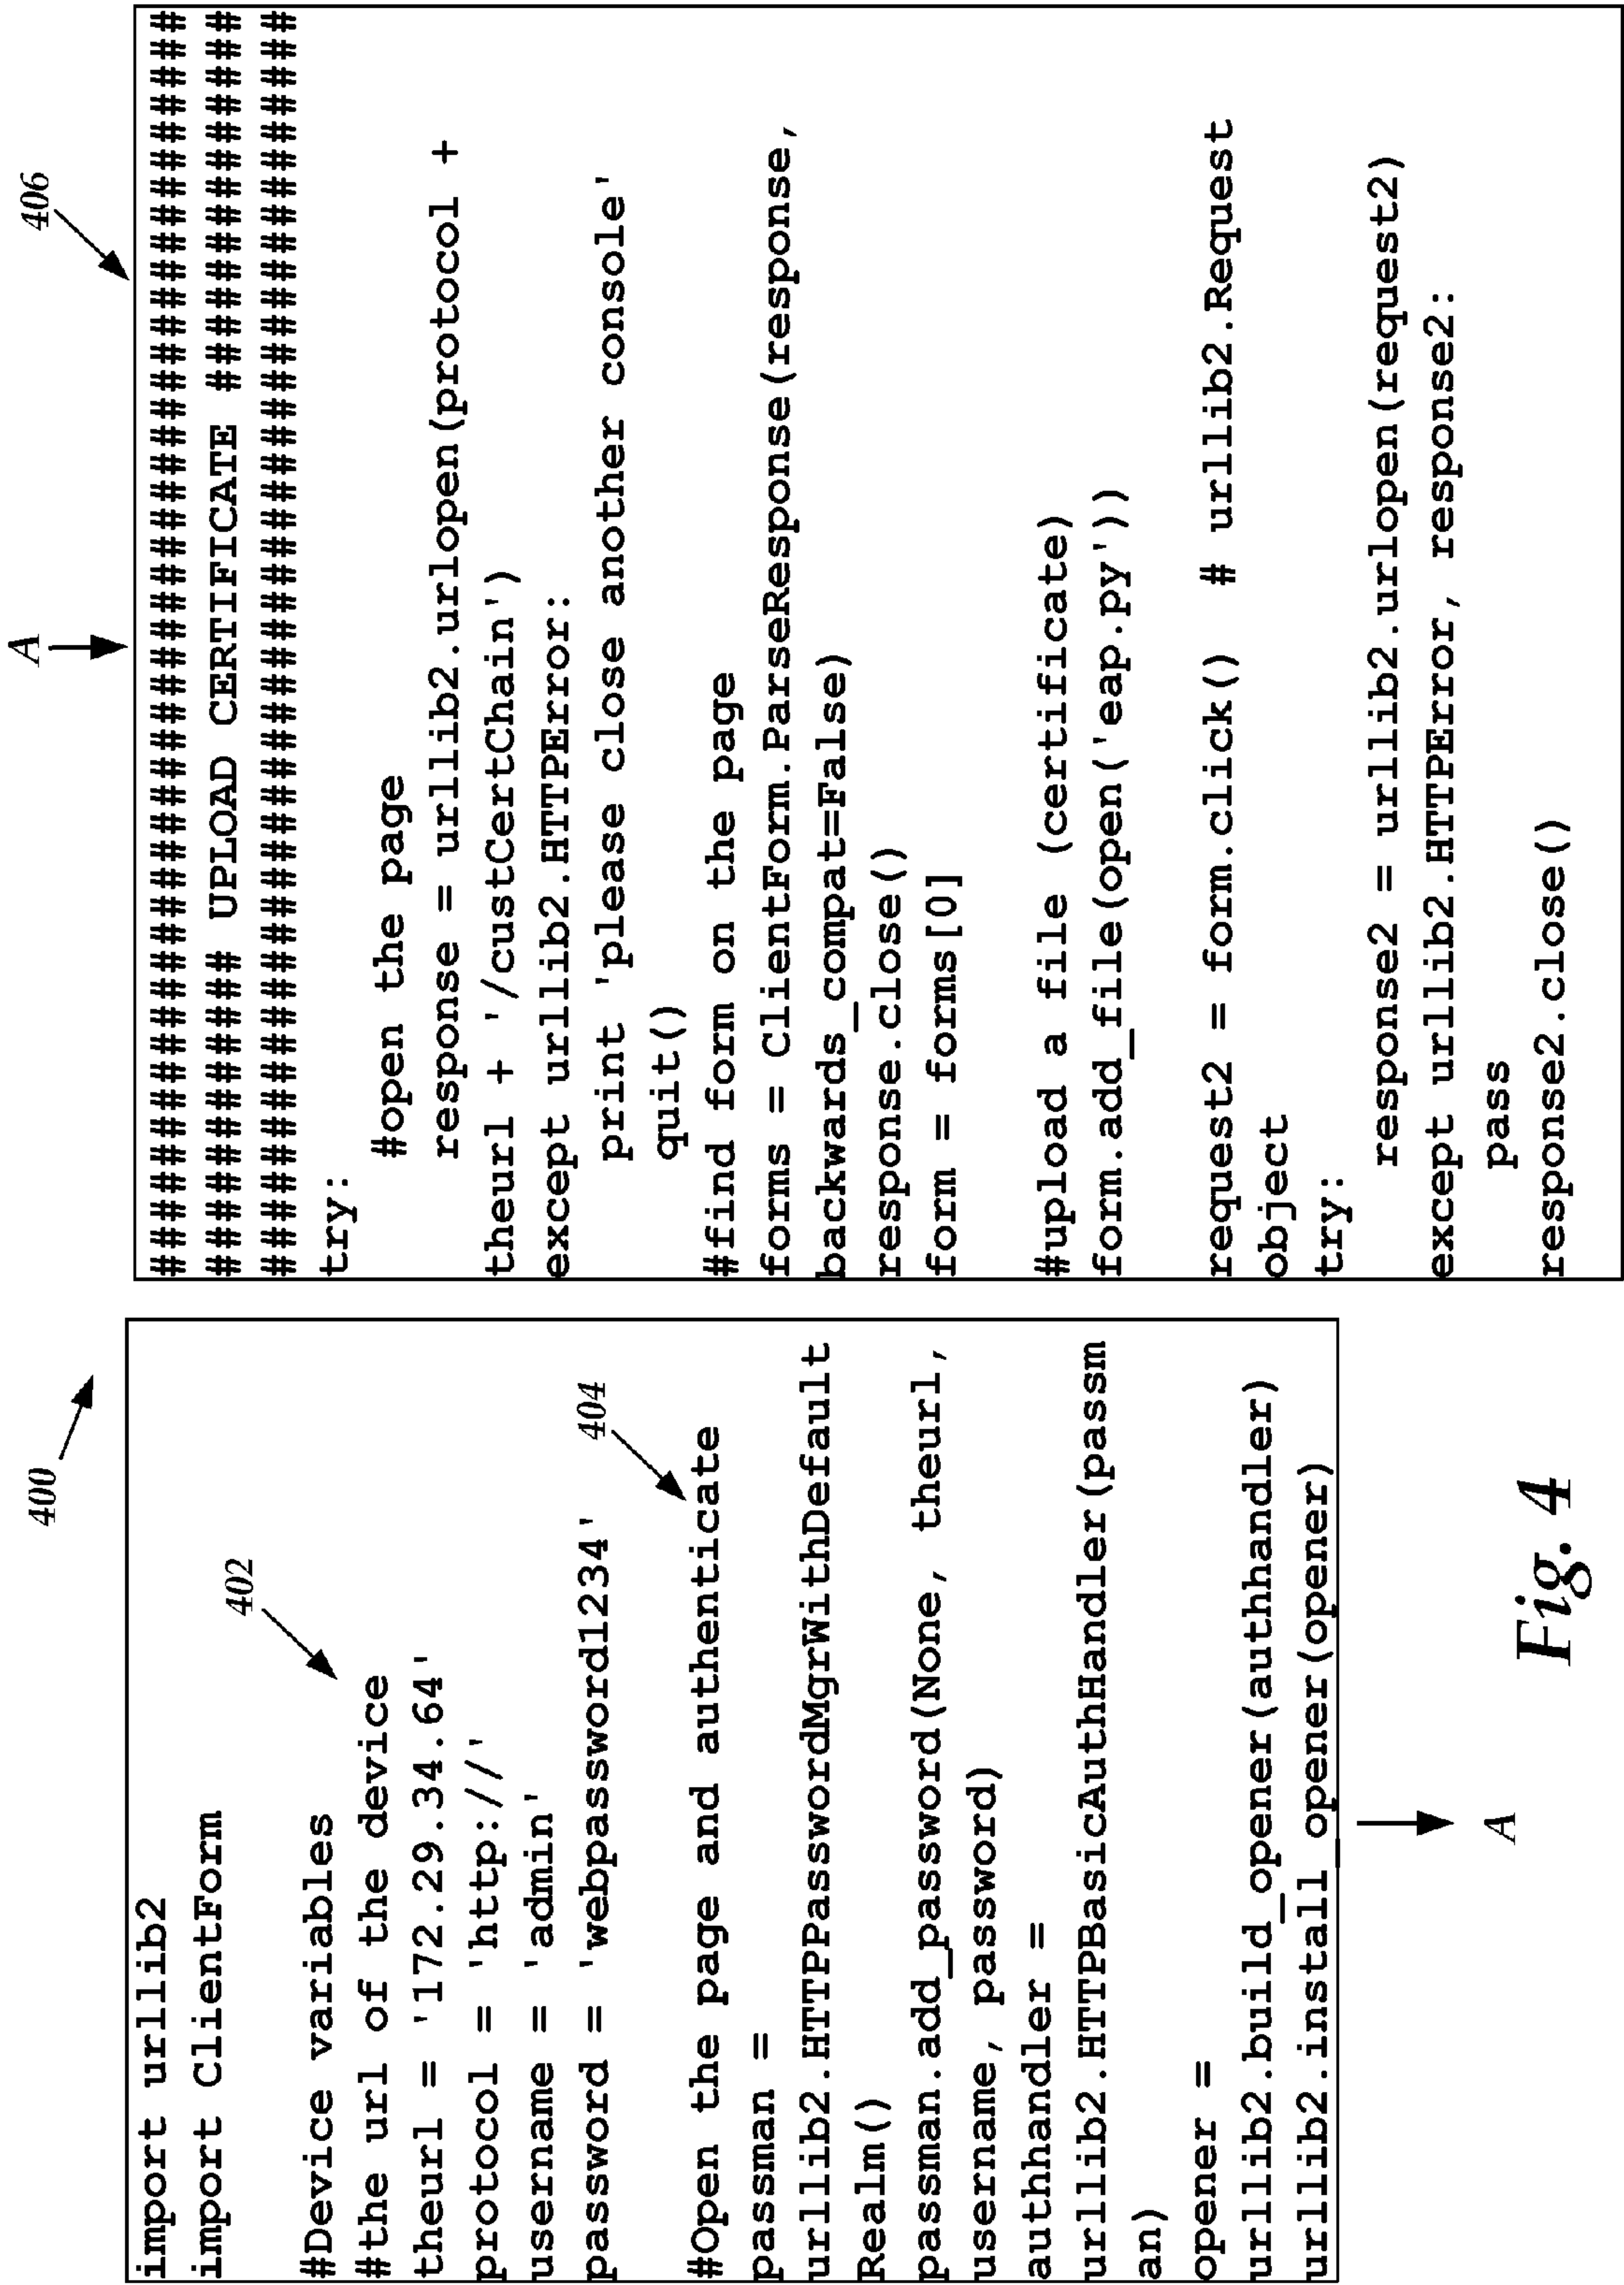 400
402
import urllib2
import ClientForm
#Device variables
#the url of the device
theurl = '172.29.34.64'
protocol = 'http://'
username = 'admin'
password = 'webpassword1234'
404
#Open the page and authenticate
passman =
urllib2.HTTPPasswordMgrWithDefault
Realm()
passman.add_password(None, theurl,
username, password)
authhandler =
urllib2.HTTPBasicAuthHandler(passm
an)
opener =
urllib2.build_opener(authhandler)
urllib2.install_opener(opener)
A
A
406
##############################################
############ UPLOAD CERTIFICATE ##############
##############################################
try:
#open the page
response = urllib2.urlopen(protocol +
theurl + '/custCertChain')
except urllib2.HTTPError:
print 'please close another console'
quit()
#find form on the page
forms = ClientForm.ParseResponse(response,
backwards_compat=False)
response.close()
form = forms[0]
#upload a file (certificate)
form.add_file(open('eap.py'))
request2 = form.click() # urllib2.Request
object
try:
response2 = urllib2.urlopen(request2)
except urllib2.HTTPError, response2:
pass
response2.close()
Fig. 4